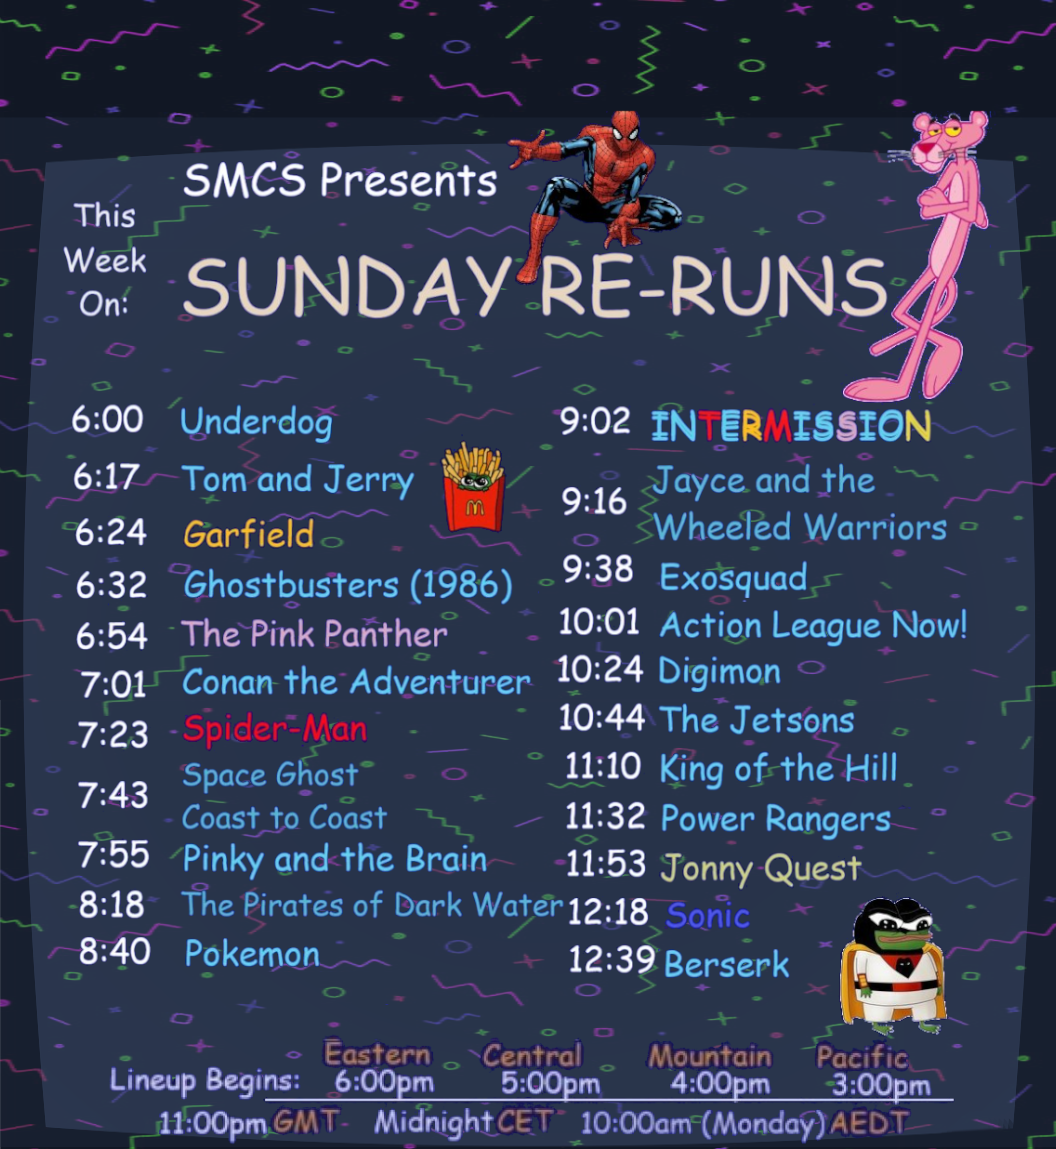 SMCS Presents
This
Week
On:
SUNDAY RE-RUNS
6:00 Underdog
6:17 Tom and Jerry
6:24 Garfield
6:32 Ghostbusters (1986)
6:54 The Pink Panther
7:01 Conan the Adventurer
7:23 Spider-Man
7:43 Space Ghost
Coast to Coast
7:55 Pinky and the Brain
8:18 The Pirates of Dark Water
8:40 Pokemon
9:02 INTERMISSION
9:16 Jayce and the
Wheeled Warriors
9:38 Exosquad
10:01 Action League Now!
10:24 Digimon
10:44 The Jetsons
11:10 King of the Hill
11:32 Power Rangers
11:53 Jonny Quest
12:18 Sonic
12:39 Berserk
Eastern Central Mountain Pacific
Lineup Begins: 6:00pm 5:00pm 4:00pm 3:00pm
11:00pm GMT Midnight CET 10:00am (Monday) AEDT